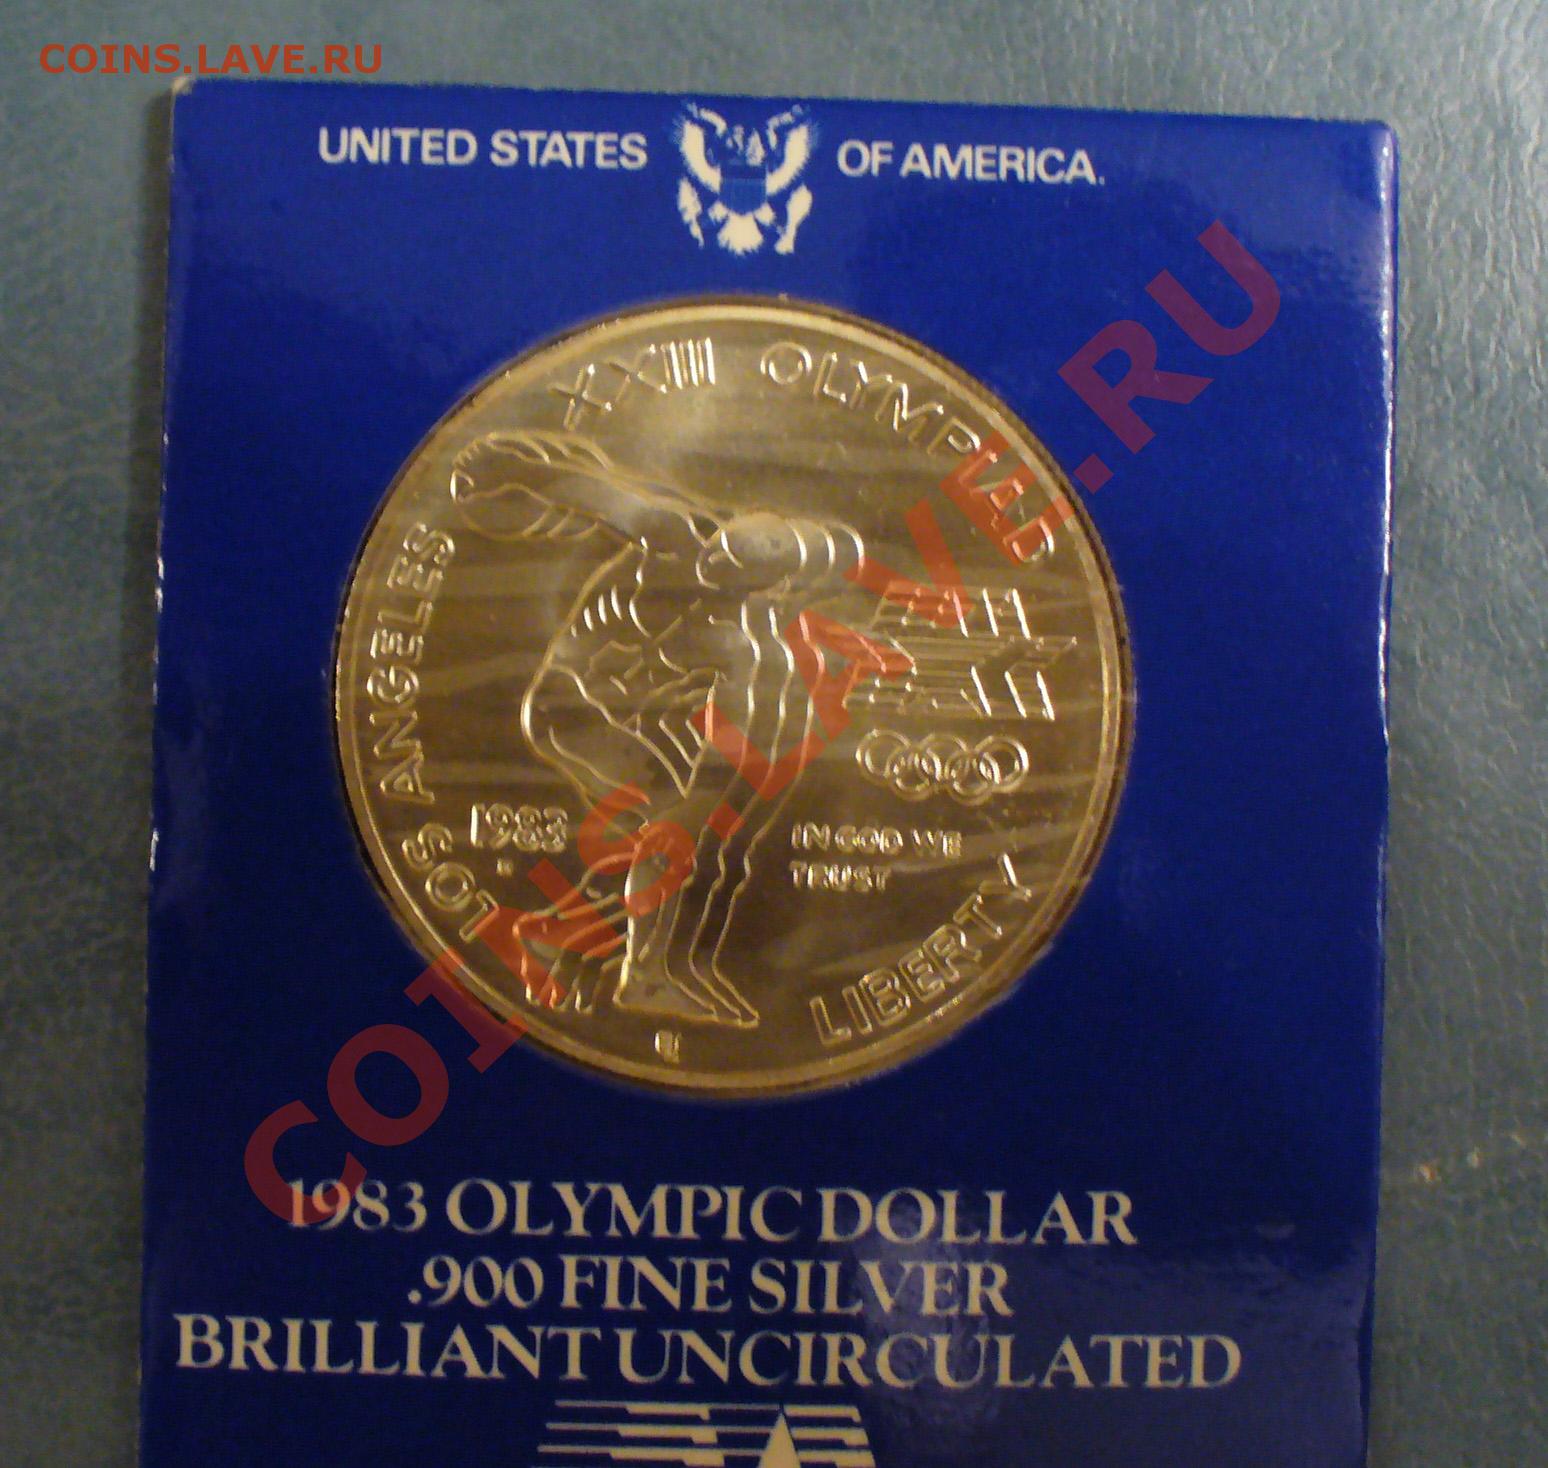 COINS.LAVE.RU
UNITED STATES OF AMERICA.
XXIII OLYMPIAD
LOS ANGELES
1983
IN GOD WE
TRUST
LIBERTY
COINS.LAVE.RU
1983 OLYMPIC DOLLAR
.900 FINE SILVER
BRILLIANT UNCIRCULATED